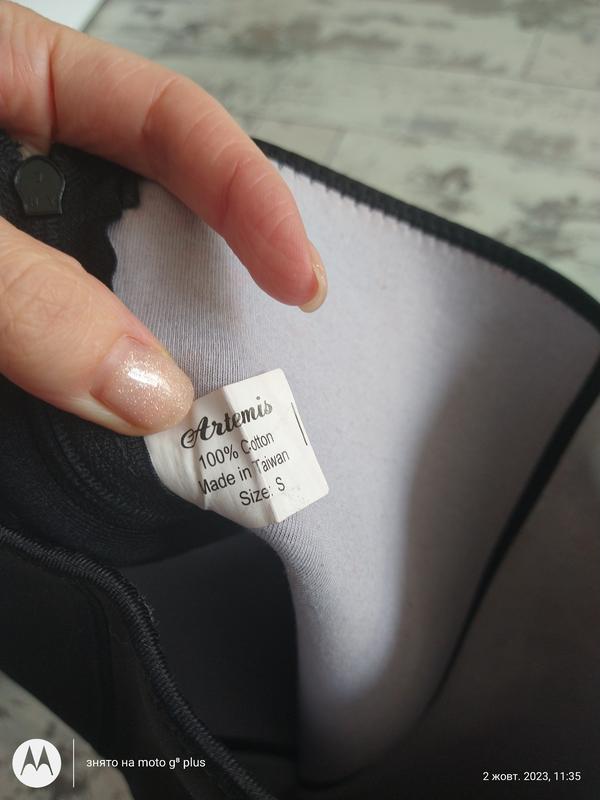 Artemis
100% Cotton
Made in Taiwan
Size: S
знято на moto g⁸ plus
2 жовт. 2023, 11:35